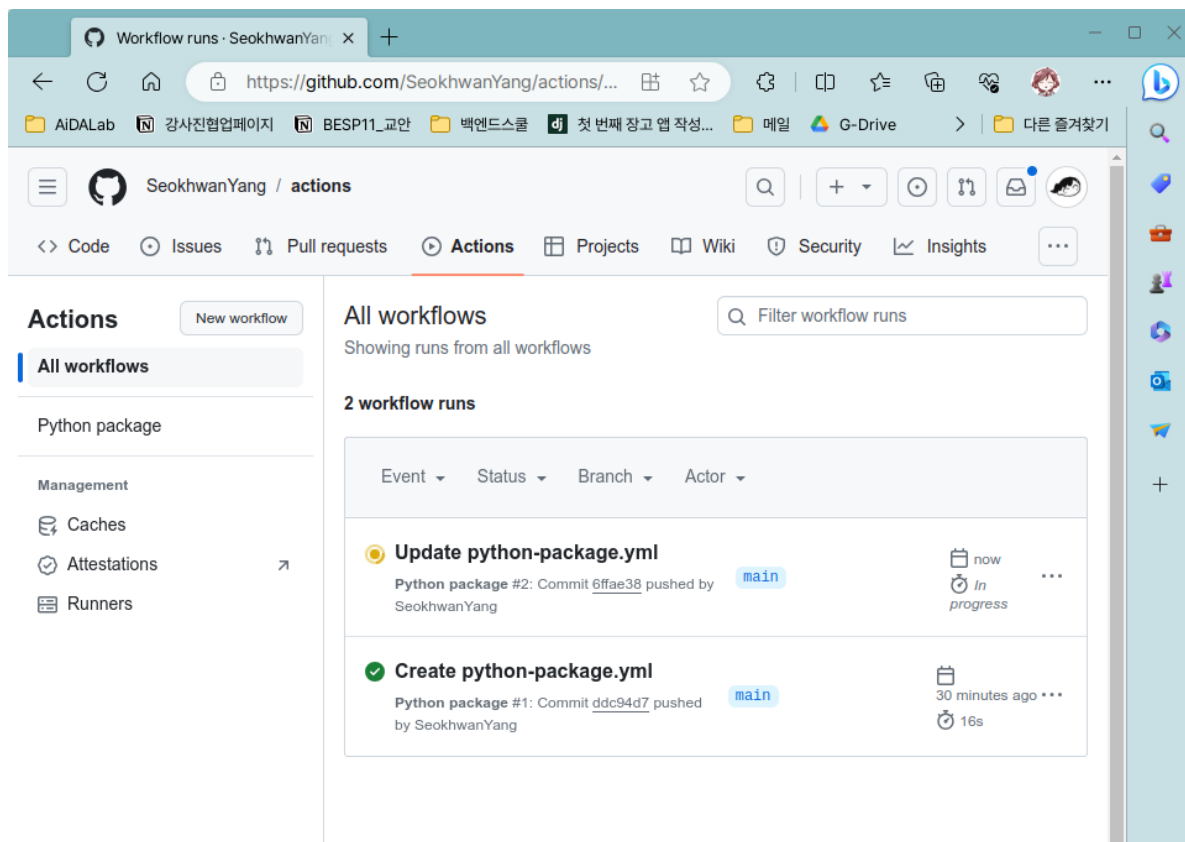 Workflow runs · SeokhwanYan
https://github.com/SeokhwanYang/actions/...
AiDALab 강사진협업페이지 BESP11_교안 백엔드스쿨 dj 첫 번째 장고 앱 작성... 메일 G-Drive 다른 즐겨찾기
SeokhwanYang / actions
Code Issues Pull requests Actions Projects Wiki Security Insights
Actions
New workflow
All workflows
Python package
Management
Caches
Attestations
Runners
All workflows
Filter workflow runs
Showing runs from all workflows
2 workflow runs
Event Status Branch Actor
Update python-package.yml
Python package #2: Commit 6ffae38 pushed by
SeokhwanYang
main
now
In
progress
Create python-package.yml
Python package #1: Commit ddc94d7 pushed
by SeokhwanYang
main
30 minutes ago
16s